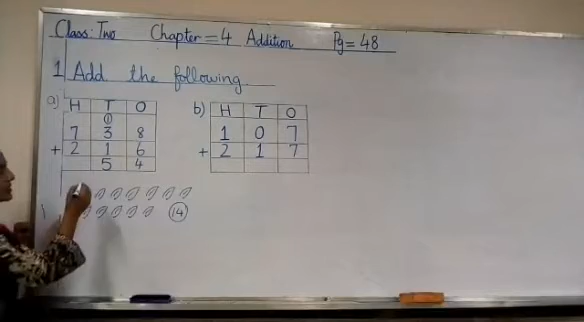 Class: Two Chapter = 4 Addition Pg = 48
1 Add the following
a) H T O b) H T O
①
7 3 8 1 0 7
+ 2 1 6 + 2 1 7
5 4
14